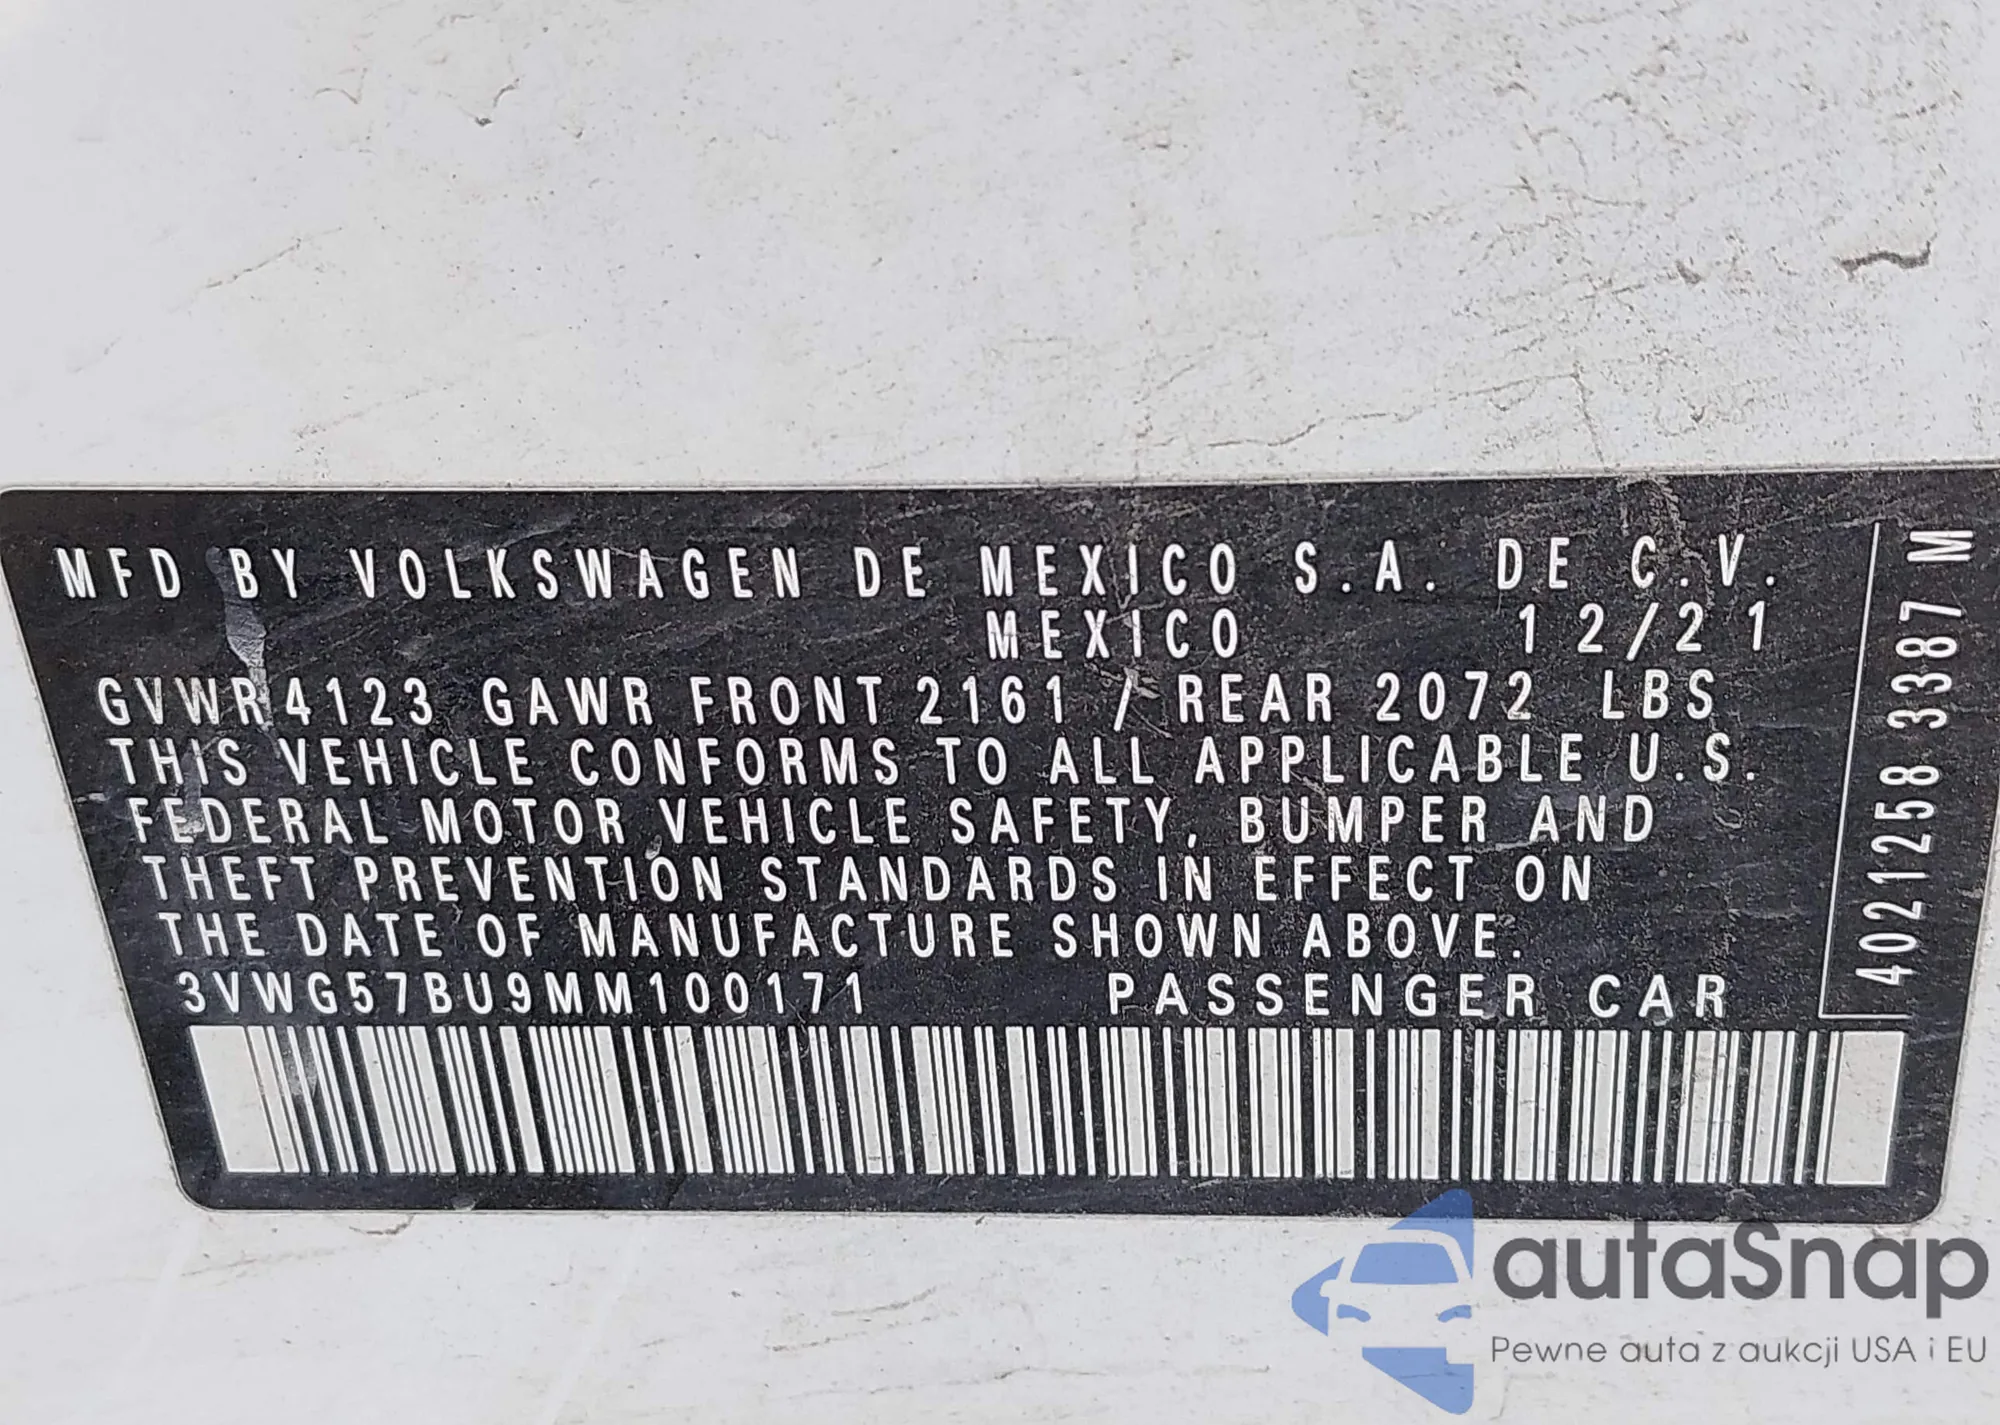 MFD BY VOLKSWAGEN DE MEXICO S.A. DE C.V.
MEXICO 12/21
GVWR 4123 GAWR FRONT 2161 / REAR 2072 LBS
THIS VEHICLE CONFORMS TO ALL APPLICABLE U.S.
FEDERAL MOTOR VEHICLE SAFETY, BUMPER AND
THEFT PREVENTION STANDARDS IN EFFECT ON
THE DATE OF MANUFACTURE SHOWN ABOVE.
3VWG57BU9MM100171 PASSENGER CAR
4021258 3387 M
autaSnap
Pewne auta z aukcji USA i EU